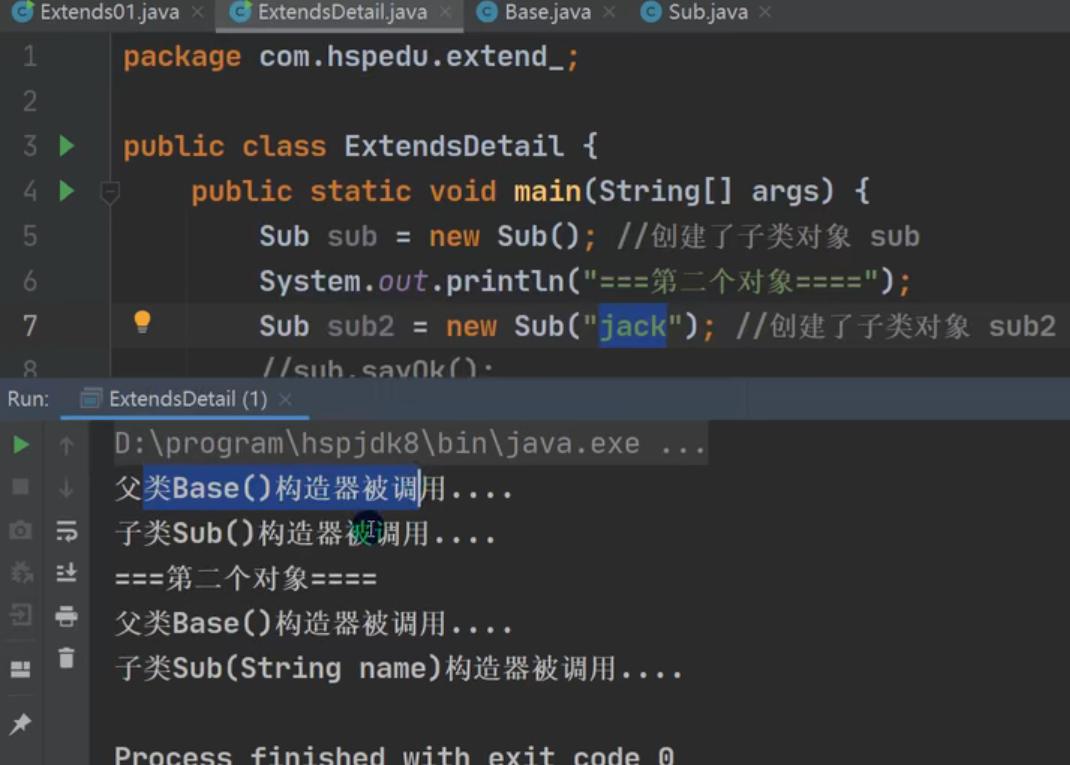 Extends01.java × ExtendsDetail.java × Base.java × Sub.java ×
1 package com.hspedu.extend_;
2
3 public class ExtendsDetail {
4 public static void main(String[] args) {
5 Sub sub = new Sub(); //创建了子类对象 sub
6 System.out.println("===第二个对象====");
7 Sub sub2 = new Sub("jack"); //创建了子类对象 sub2
8 //sub.sayOk();
Run: ExtendsDetail (1) ×
D:\program\hspjdk8\bin\java.exe ...
父类Base()构造器被调用....
子类Sub()构造器被调用....
===第二个对象====
父类Base()构造器被调用....
子类Sub(String name)构造器被调用....
Process finished with exit code 0